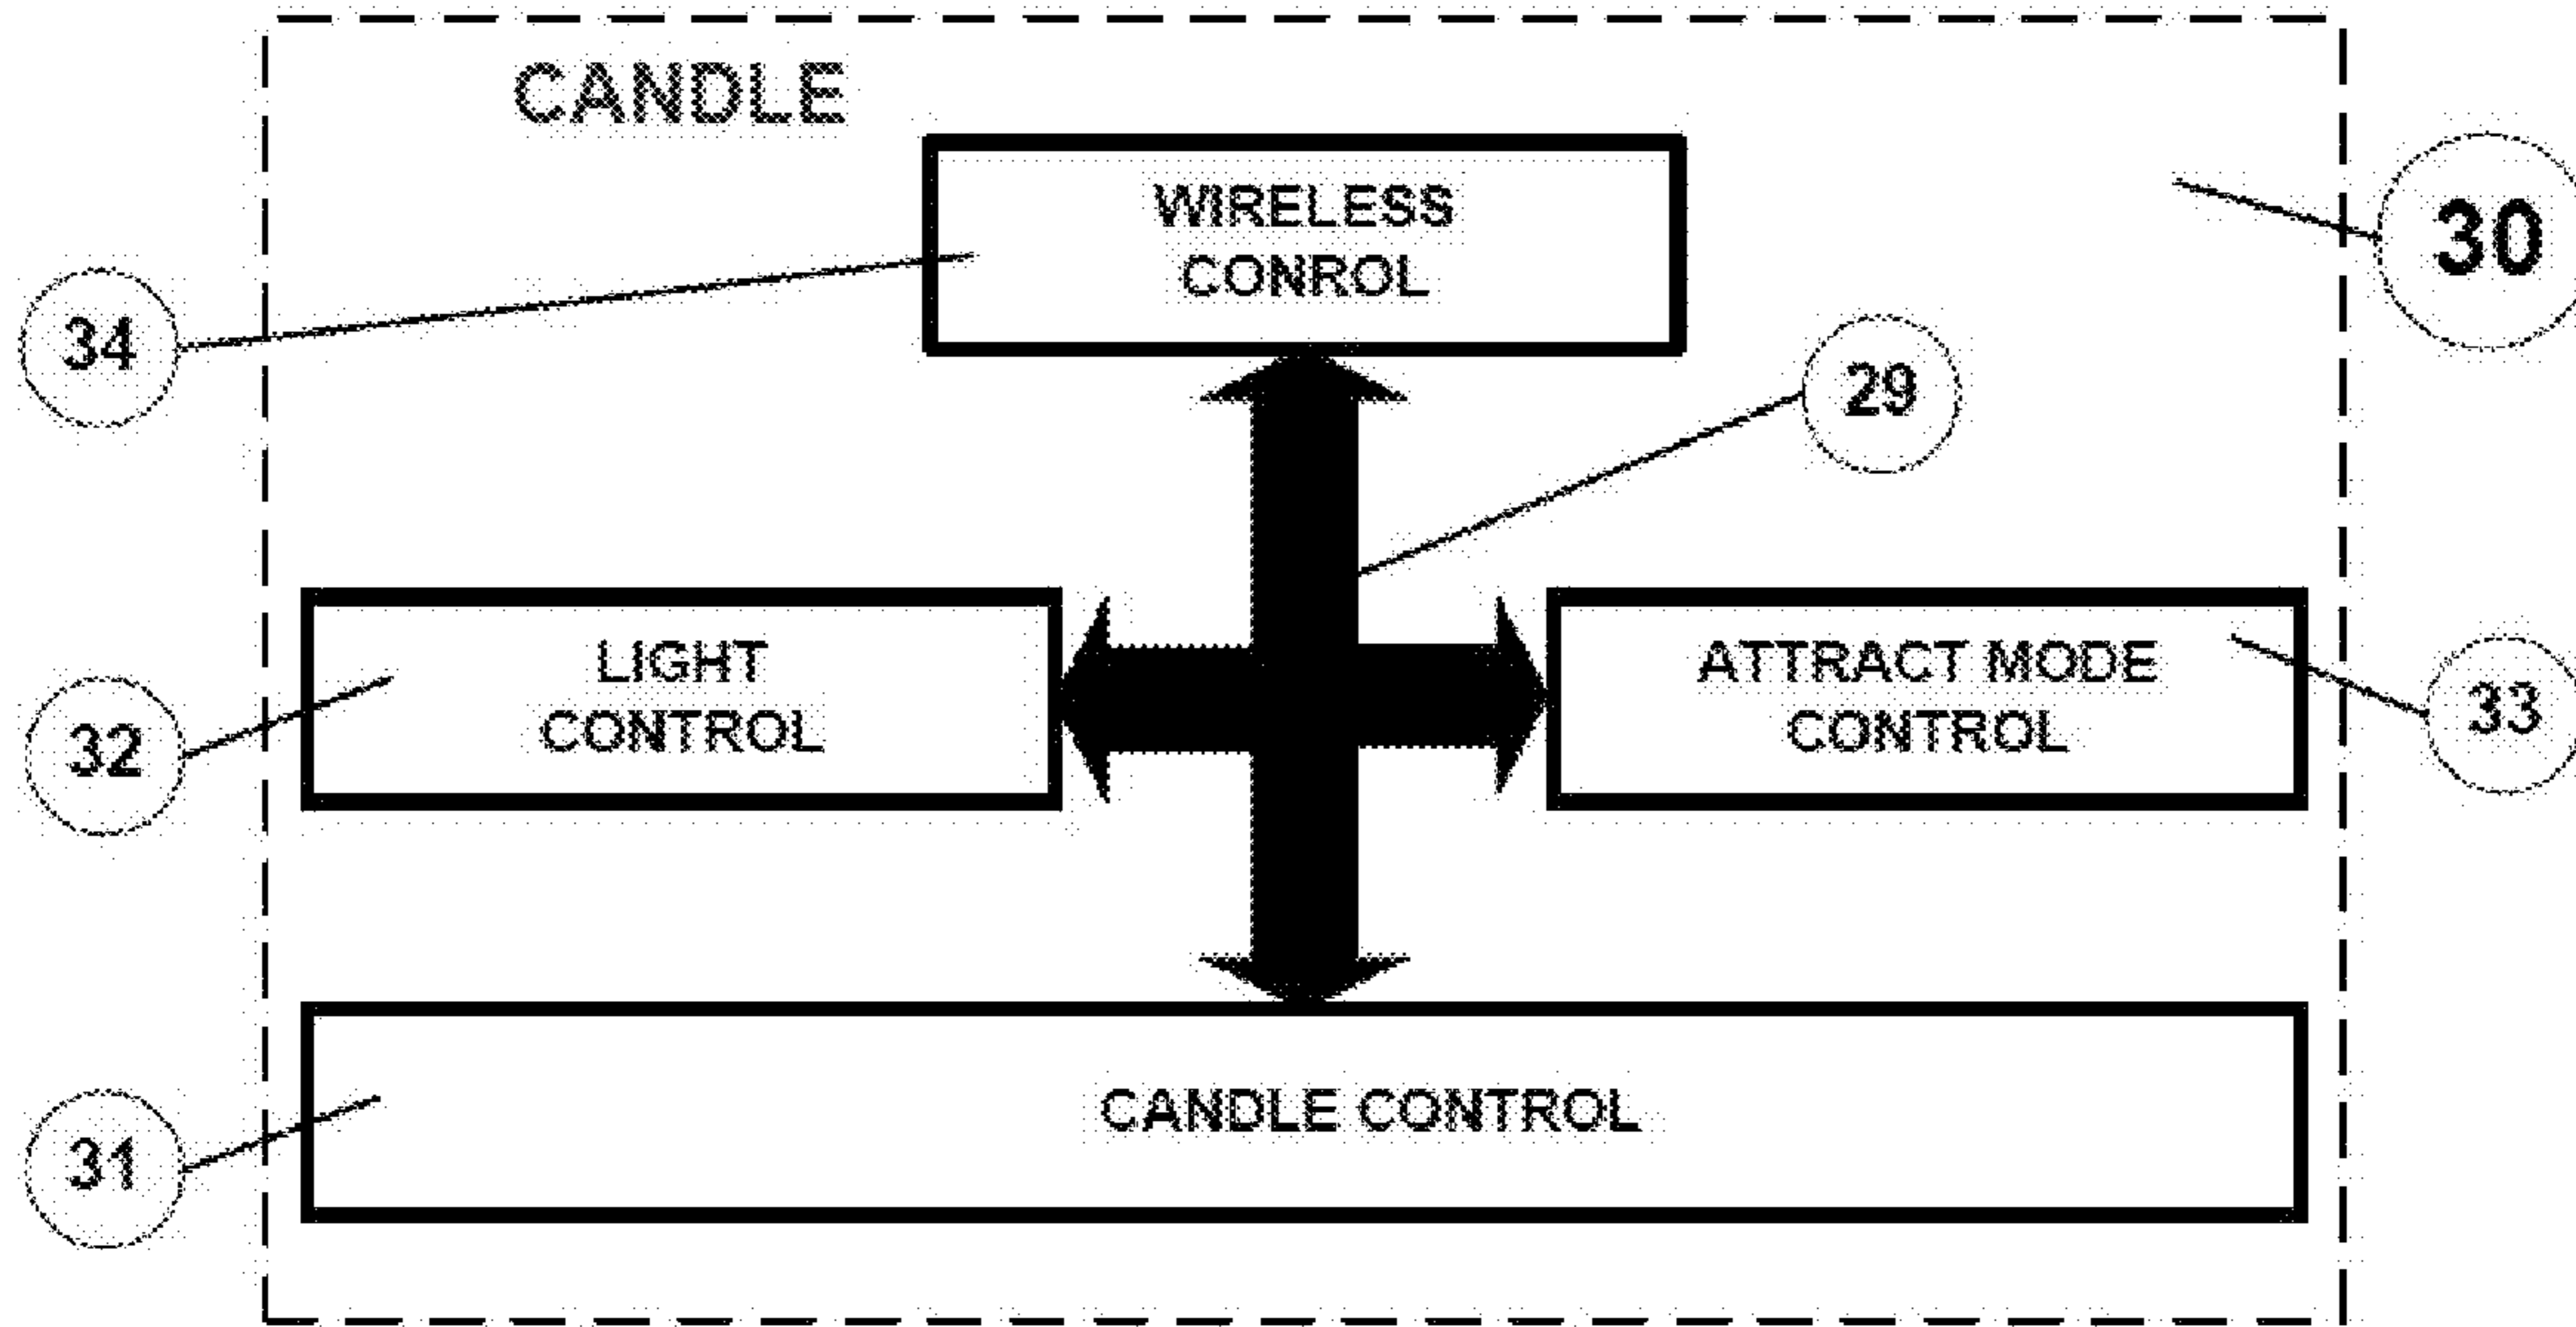 CANDLE
WIRELESS
CONROL
30
34
29
LIGHT
CONTROL
ATTRACT MODE
CONTROL
32
33
CANDLE CONTROL
31